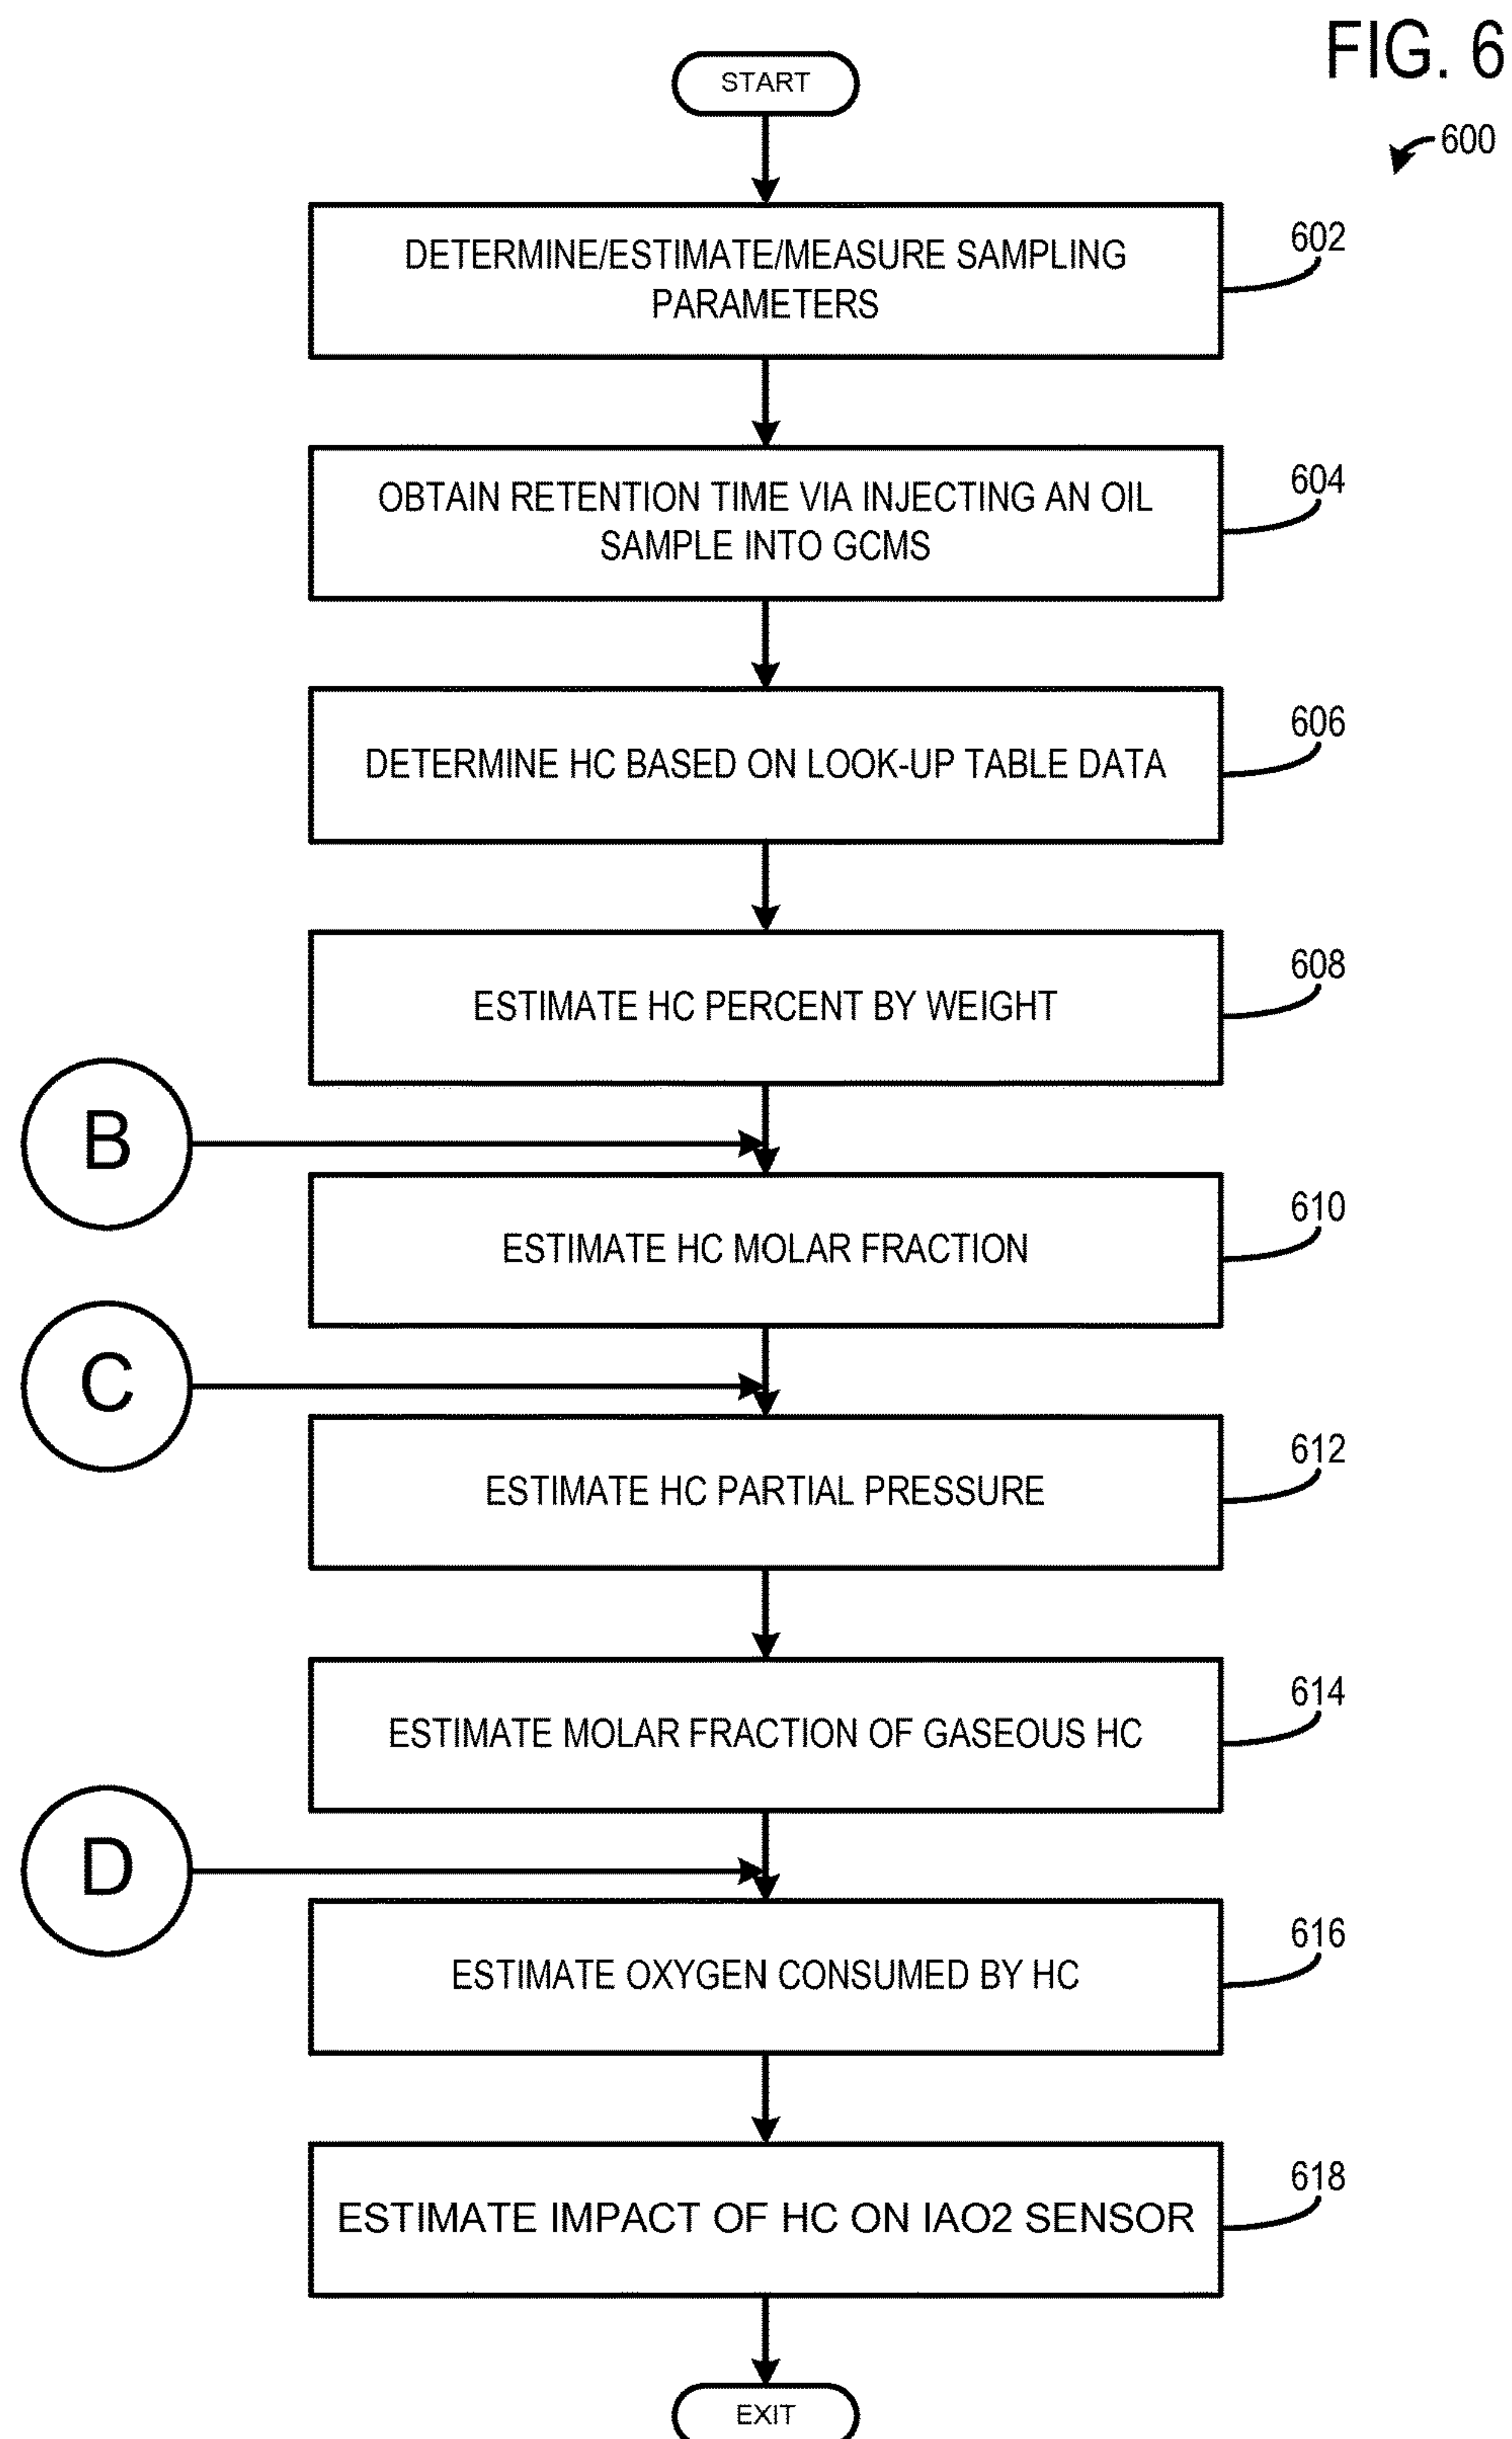 FIG. 6
START
600
DETERMINE/ESTIMATE/MEASURE SAMPLING
PARAMETERS
602
OBTAIN RETENTION TIME VIA INJECTING AN OIL
SAMPLE INTO GCMS
604
DETERMINE HC BASED ON LOOK-UP TABLE DATA
606
ESTIMATE HC PERCENT BY WEIGHT
608
B
ESTIMATE HC MOLAR FRACTION
610
C
ESTIMATE HC PARTIAL PRESSURE
612
ESTIMATE MOLAR FRACTION OF GASEOUS HC
614
D
ESTIMATE OXYGEN CONSUMED BY HC
616
ESTIMATE IMPACT OF HC ON IAO2 SENSOR
618
EXIT